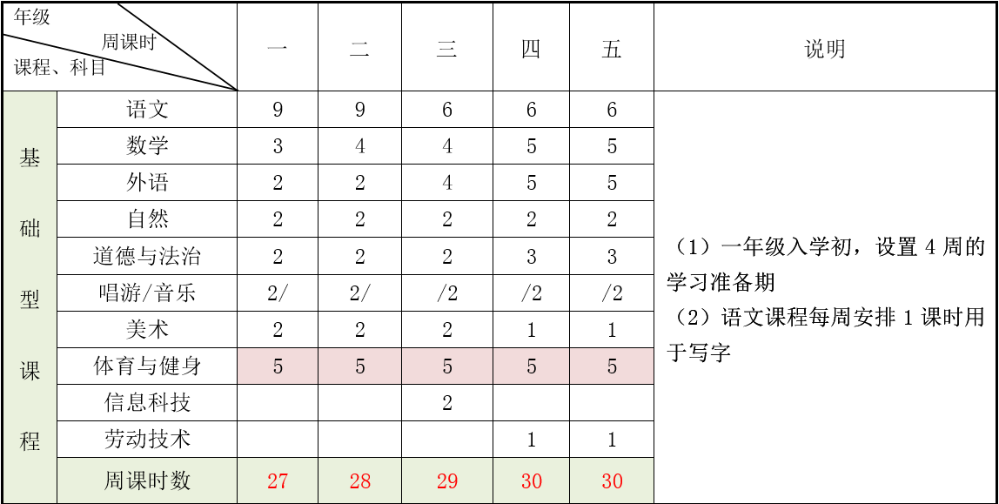 年级
周课时
课程、科目
一 二 三 四 五 说明
基础型课程
语文 9 9 6 6 6
数学 3 4 4 5 5
外语 2 2 4 5 5
自然 2 2 2 2 2
道德与法治 2 2 2 3 3
唱游/音乐 2/ 2/ /2 /2 /2
美术 2 2 2 1 1
体育与健身 5 5 5 5 5
信息科技 2
劳动技术 1 1
周课时数 27 28 29 30 30
（1）一年级入学初，设置 4 周的
学习准备期
（2）语文课程每周安排 1 课时用
于写字